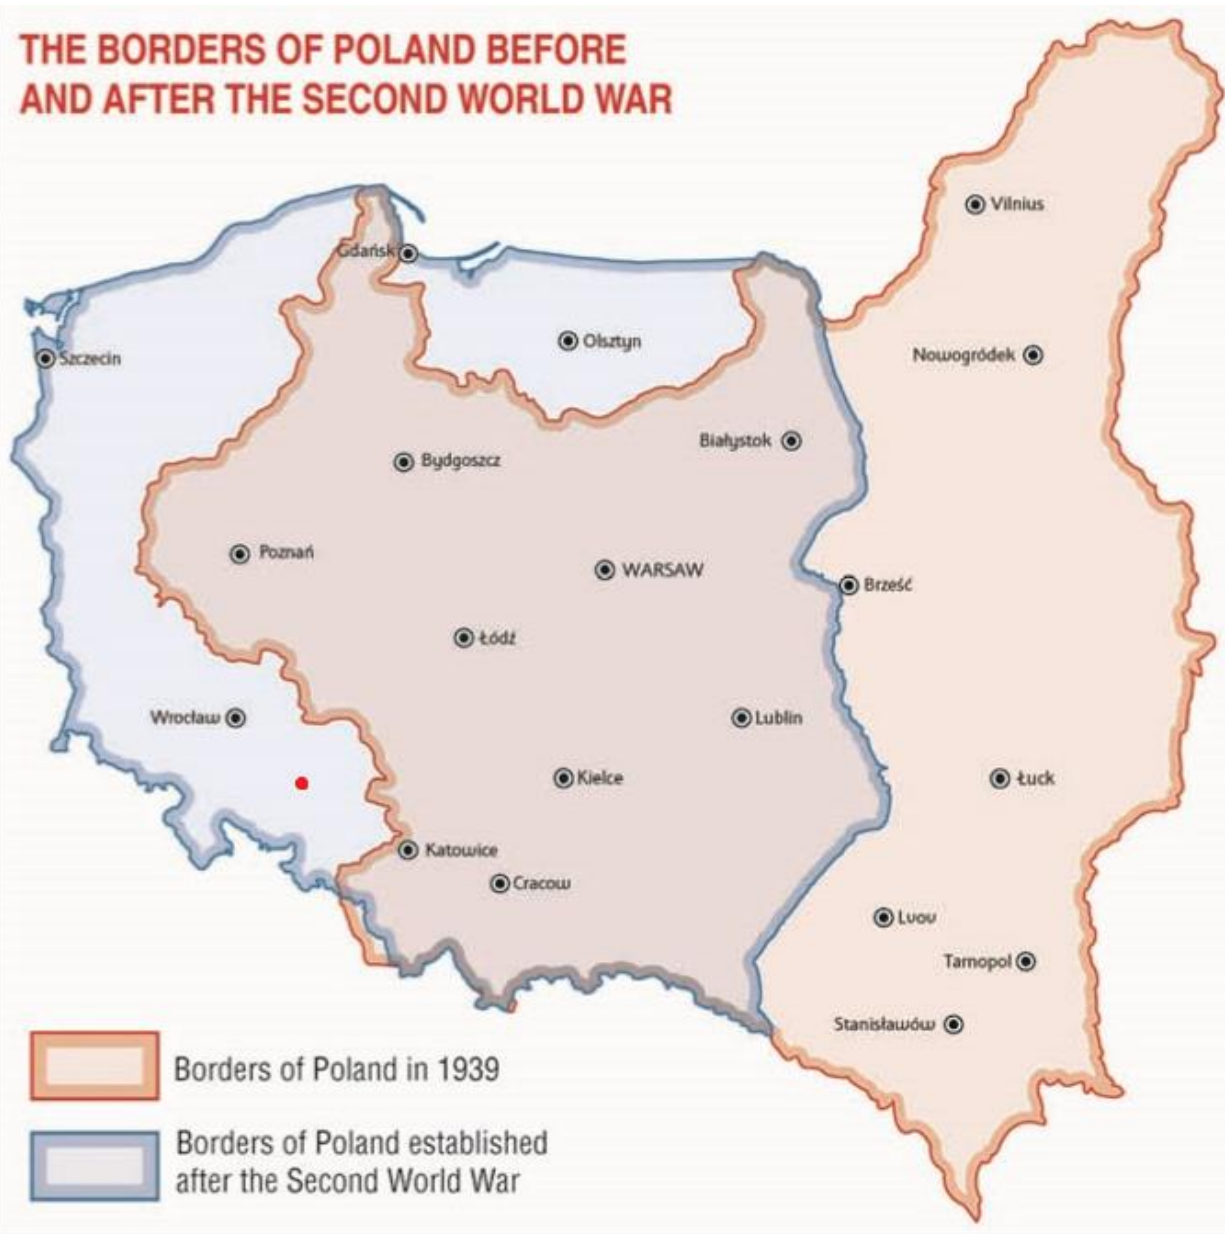 THE BORDERS OF POLAND BEFORE
AND AFTER THE SECOND WORLD WAR
Vilnius
Gdańsk
Olsztyn
Nowogródek
Szczecin
Białystok
Bydgoszcz
Poznań
WARSAW
Brześć
Łódź
Wrocław
Lublin
Kielce
Łuck
Katowice
Cracow
Lvov
Tarnopol
Stanisławów
Borders of Poland in 1939
Borders of Poland established
after the Second World War